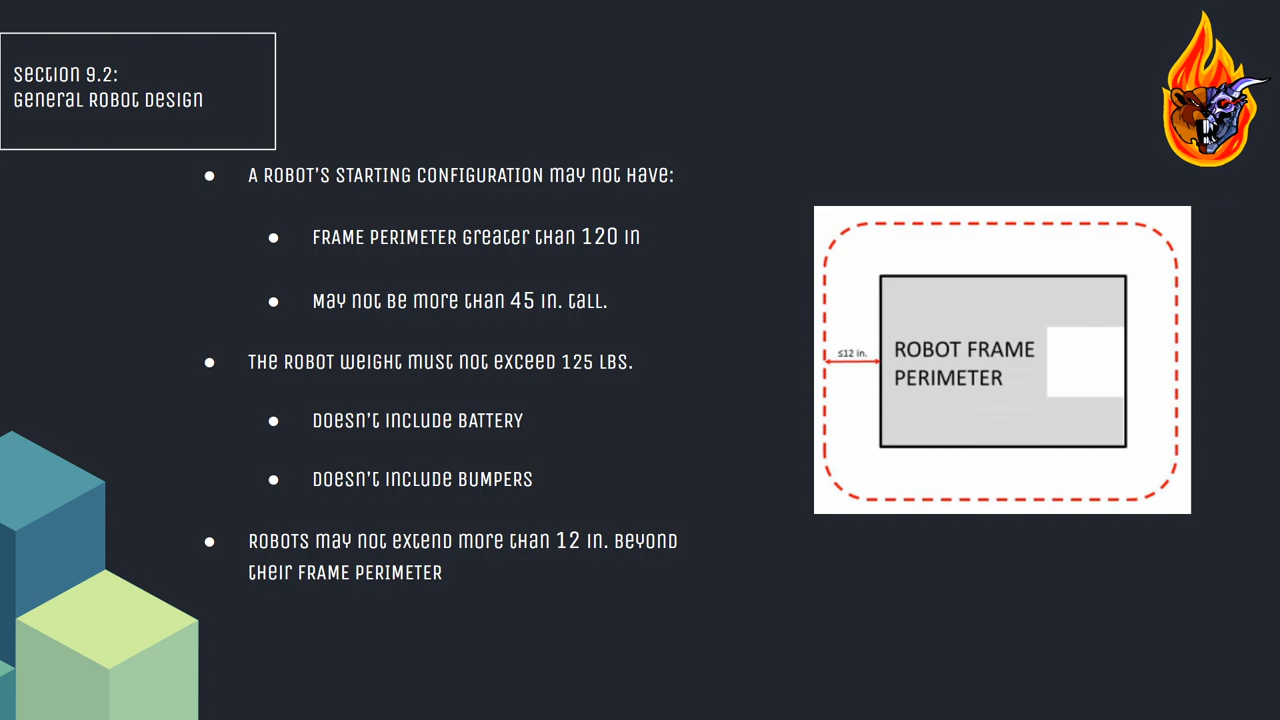 Section 9.2:
General Robot Design
A ROBOT'S STARTING CONFIGURATION may not have:
FRAME PERIMETER greater than 120 in
May not be more than 45 in. tall.
The ROBOT weight must not exceed 125 lbs.
Doesn't include BATTERY
Doesn't include BUMPERS
ROBOTS may not extend more than 12 in. beyond
their FRAME PERIMETER
≤12 in.
ROBOT FRAME
PERIMETER